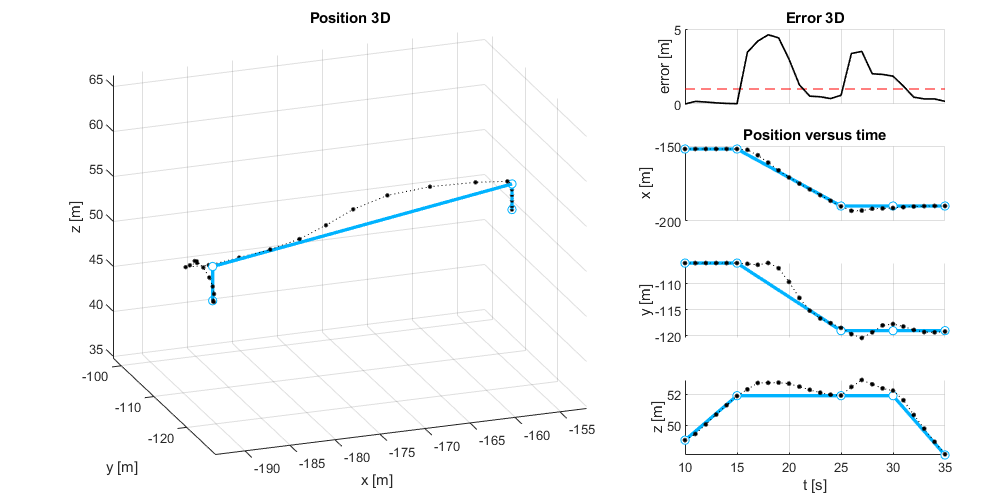 Position 3D
65
60
55
50
45
40
35
z [m]
-100
-110
-120
y [m]
-190
-185
-180
-175
-170
-165
-160
-155
x [m]
Error 3D
5
0
error [m]
Position versus time
-150
-200
x [m]
-110
-115
-120
y [m]
52
50
z [m]
10 15 20 25 30 35
t [s]